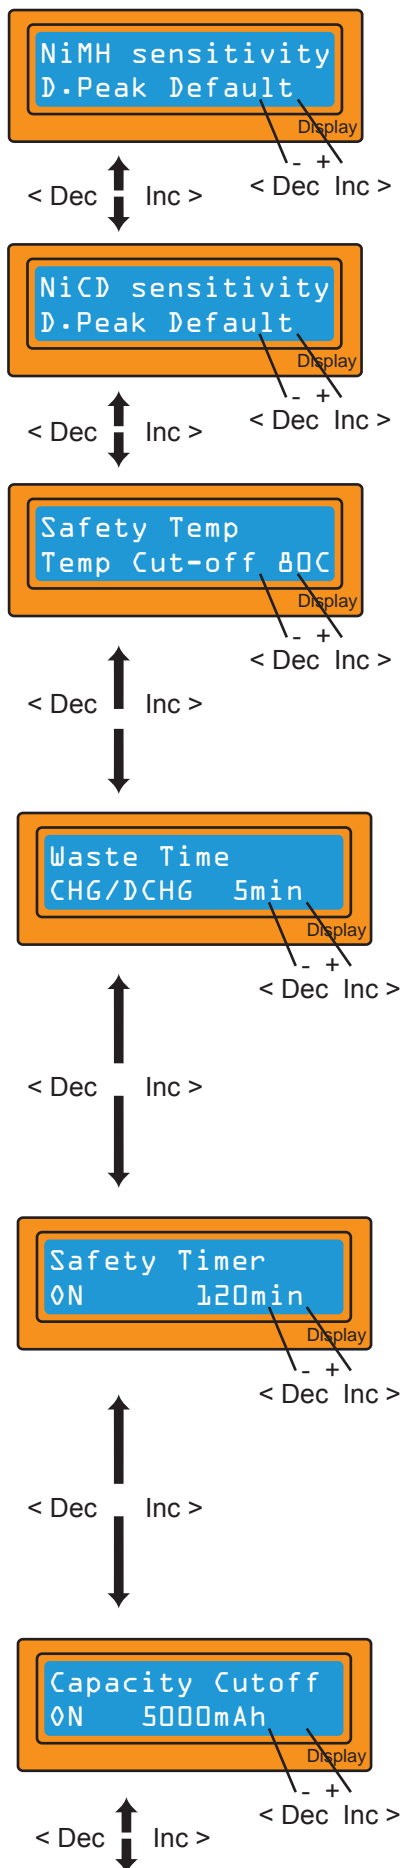 NiMH sensitivity
D.Peak Default
Display
- +
< Dec Inc >
< Dec Inc >
NiCD sensitivity
D.Peak Default
Display
- +
< Dec Inc >
< Dec Inc >
Safety Temp
Temp Cut-off 80C
Display
- +
< Dec Inc >
< Dec Inc >
Waste Time
CHG/DCHG 5min
Display
- +
< Dec Inc >
< Dec Inc >
Safety Timer
ON 120min
Display
- +
< Dec Inc >
< Dec Inc >
Capacity Cutoff
ON 5000mAh
Display
- +
< Dec Inc >
< Dec Inc >